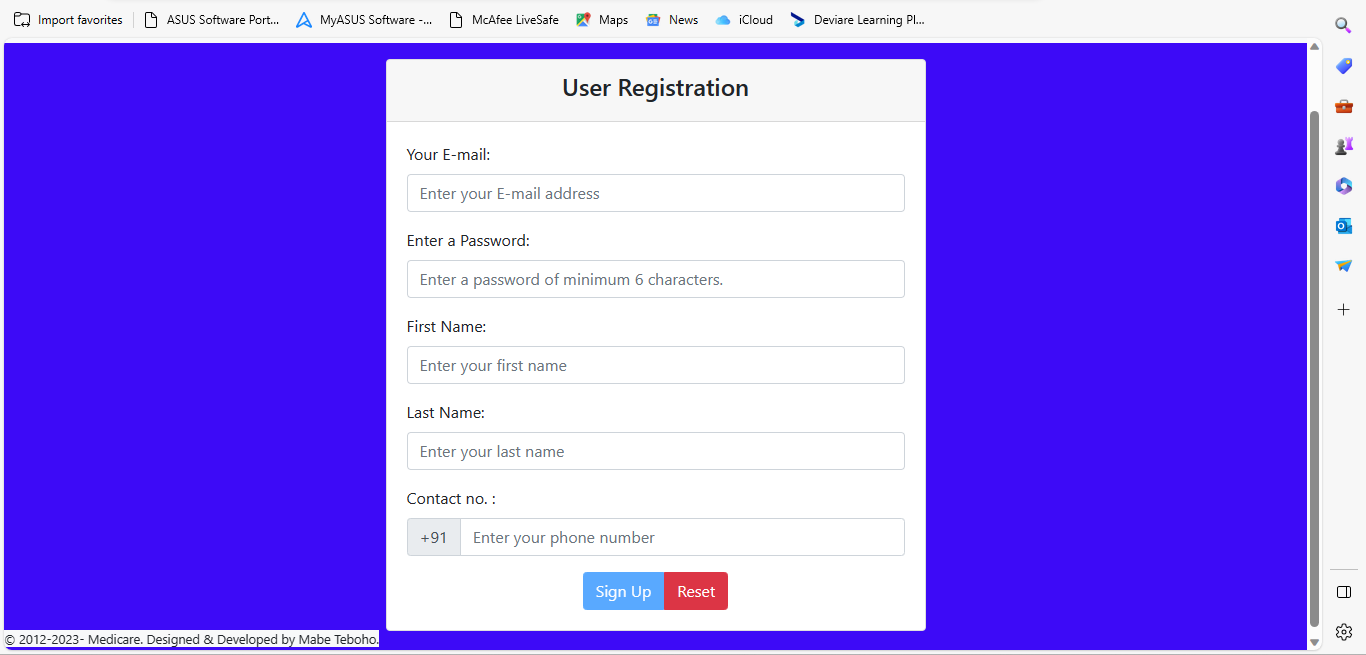 Import favorites ASUS Software Port... MyASUS Software -... McAfee LiveSafe Maps News iCloud Deviare Learning Pl...
User Registration
Your E-mail:
Enter your E-mail address
Enter a Password:
Enter a password of minimum 6 characters.
First Name:
Enter your first name
Last Name:
Enter your last name
Contact no. :
+91 Enter your phone number
Sign Up Reset
© 2012-2023- Medicare. Designed & Developed by Mabe Teboho.